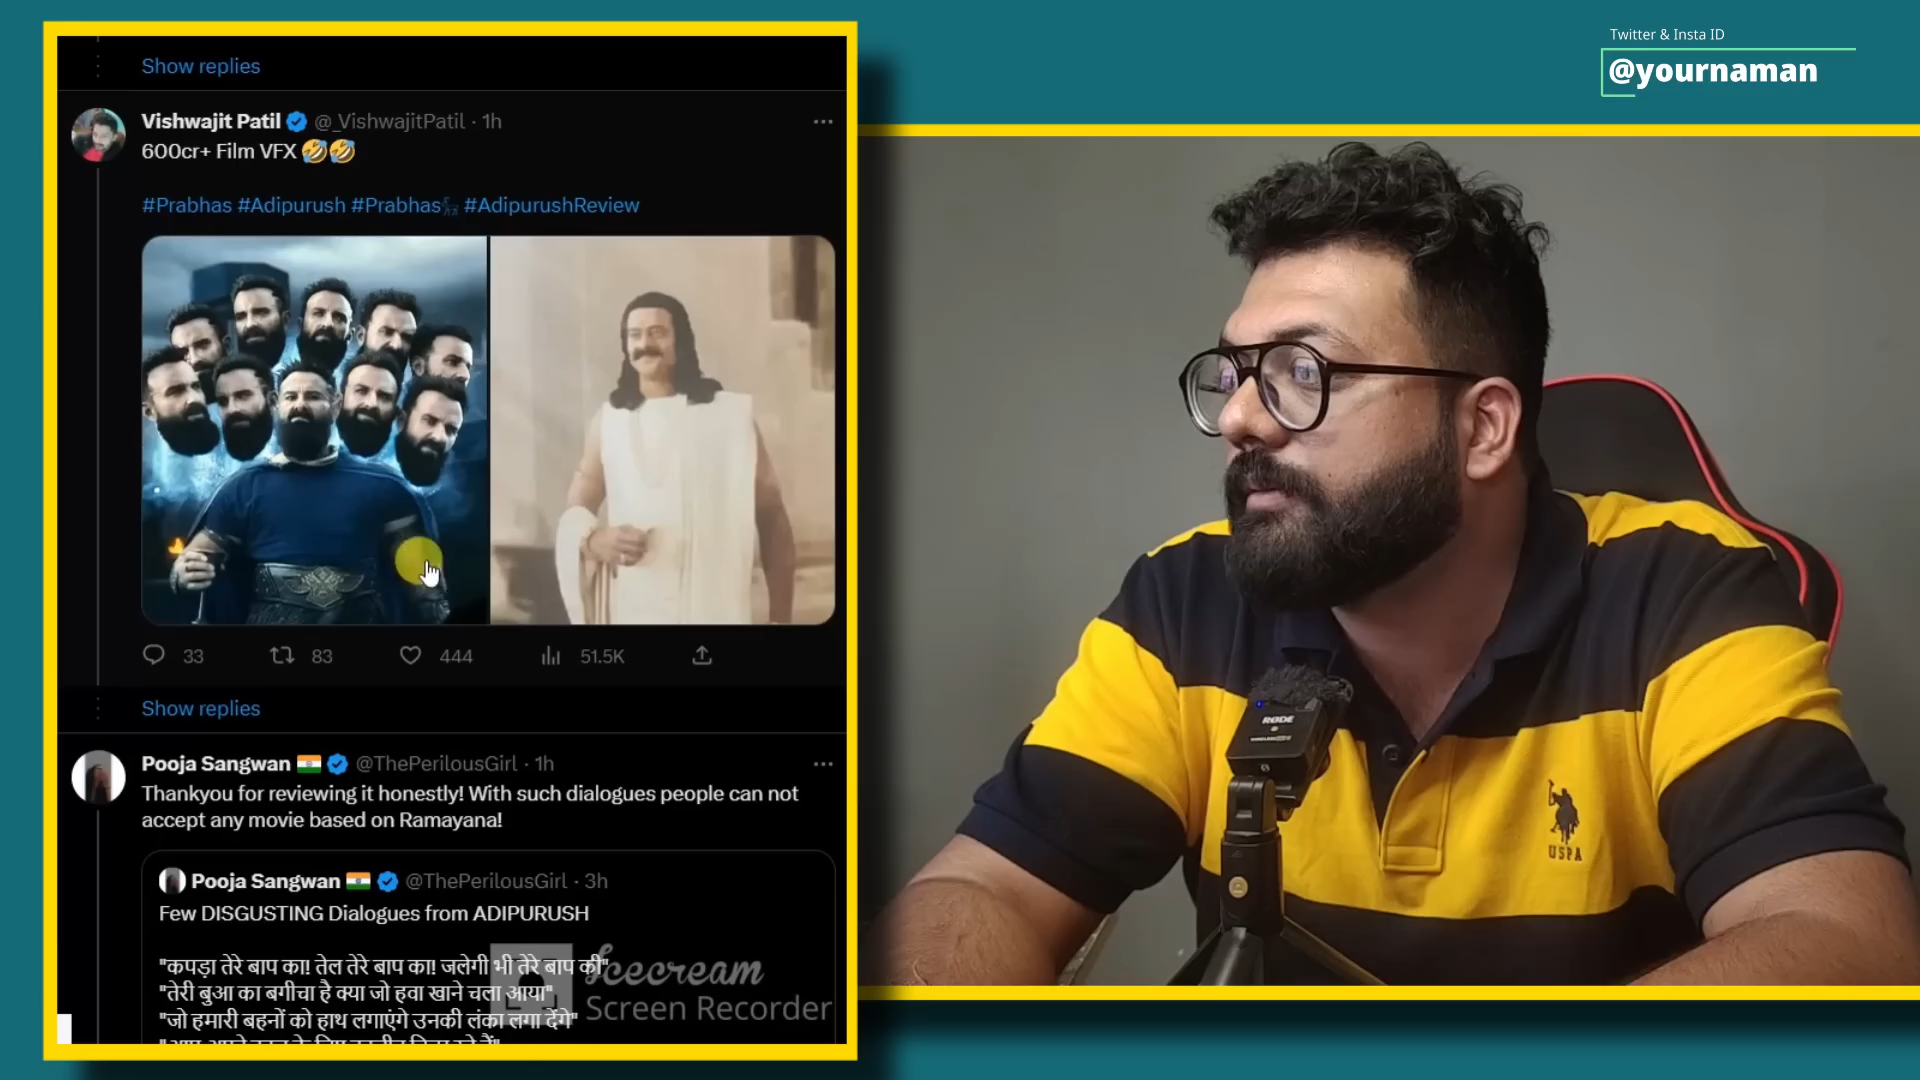 Twitter & Insta ID
@yournaman
Show replies
Vishwajit Patil @_VishwajitPatil · 1h
600cr+ Film VFX 🤣🤣
#Prabhas #Adipurush #Prabhas #AdipurushReview
33 83 444 51.5K
Show replies
Pooja Sangwan 🇮🇳 @ThePerilousGirl · 1h
Thankyou for reviewing it honestly! With such dialogues people can not
accept any movie based on Ramayana!
Pooja Sangwan 🇮🇳 @ThePerilousGirl · 3h
Few DISGUSTING Dialogues from ADIPURUSH
"कपड़ा तेरे बाप का! तेल तेरे बाप का! जलेगी भी तेरे बाप की"
"तेरी बुआ का बगीचा है क्या जो हवा खाने चला आया"
"जो हमारी बहनों को हाथ लगाएंगे उनकी लंका लगा देंगे"
Icecream
Screen Recorder
RØDE
USPA